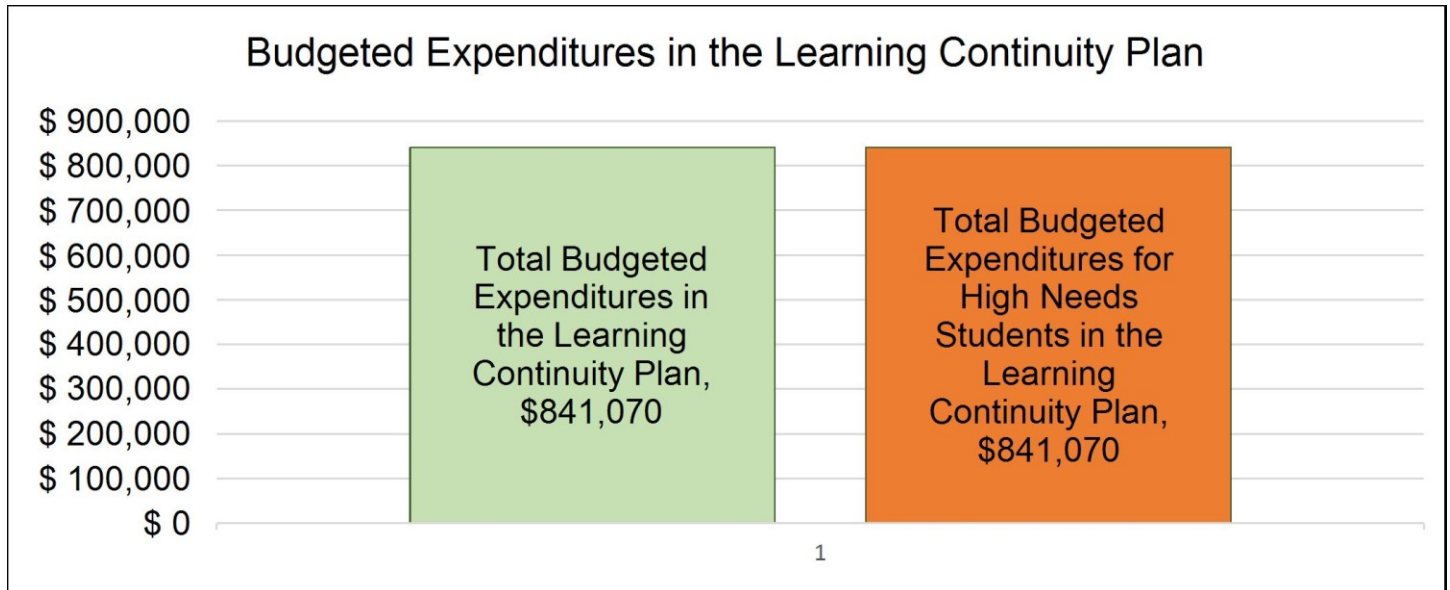 Budgeted Expenditures in the Learning Continuity Plan
$ 900,000
$ 800,000
$ 700,000
$ 600,000
$ 500,000
$ 400,000
$ 300,000
$ 200,000
$ 100,000
$ 0
Total Budgeted
Expenditures in
the Learning
Continuity Plan,
$841,070
Total Budgeted
Expenditures for
High Needs
Students in the
Learning
Continuity Plan,
$841,070
1